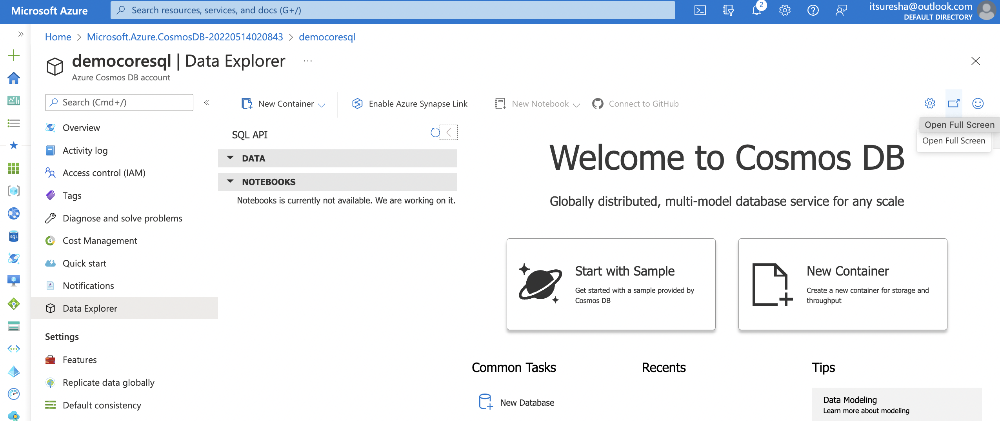 Microsoft Azure
Search resources, services, and docs (G+/)
2
itsuresha@outlook.com
DEFAULT DIRECTORY
Home > Microsoft.Azure.CosmosDB-20220514020843 > democoresql
democoresql | Data Explorer ...
Azure Cosmos DB account
Search (Cmd+/)
Overview
Activity log
Access control (IAM)
Tags
Diagnose and solve problems
Cost Management
Quick start
Notifications
Data Explorer
Settings
Features
Replicate data globally
Default consistency
SQL
New Container
Enable Azure Synapse Link
New Notebook
Connect to GitHub
Open Full Screen
Open Full Screen
SQL API
DATA
NOTEBOOKS
Notebooks is currently not available. We are working on it.
Welcome to Cosmos DB
Globally distributed, multi-model database service for any scale
Start with Sample
Get started with a sample provided by
Cosmos DB
New Container
Create a new container for storage and
throughput
Common Tasks
New Database
Recents
Tips
Data Modeling
Learn more about modeling